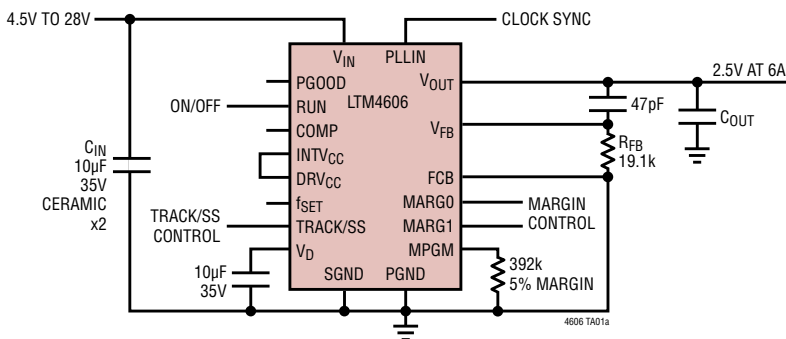 4.5V TO 28V
CLOCK SYNC
VIN
PLLIN
PGOOD
VOUT
2.5V AT 6A
ON/OFF
RUN
LTM4606
47pF
COUT
COMP
VFB
CIN
10µF
35V
CERAMIC
x2
INTVCC
RFB
19.1k
DRVCC
FCB
fSET
MARG0
MARGIN
CONTROL
TRACK/SS
CONTROL
TRACK/SS
MARG1
VD
MPGM
10µF
35V
392k
5% MARGIN
SGND
PGND
4606 TA01a